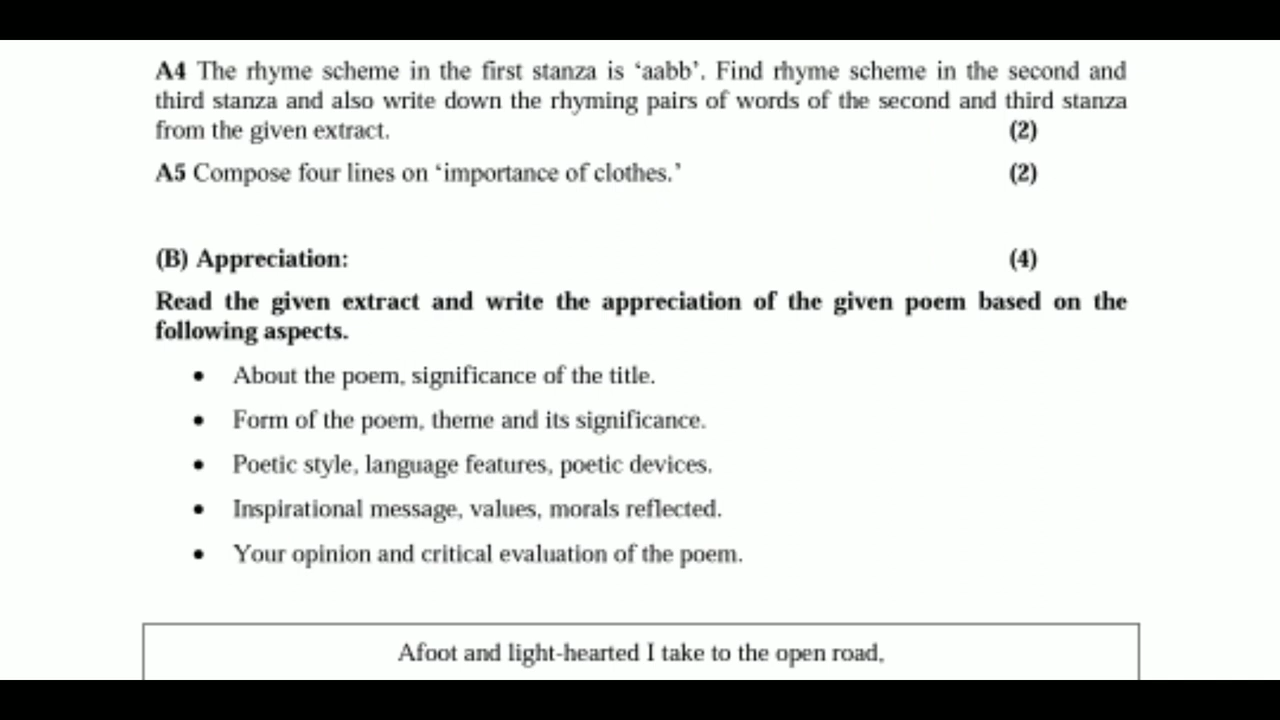 A4 The rhyme scheme in the first stanza is ‘aabb’. Find rhyme scheme in the second and
third stanza and also write down the rhyming pairs of words of the second and third stanza
from the given extract. (2)
A5 Compose four lines on ‘importance of clothes.’ (2)
(B) Appreciation: (4)
Read the given extract and write the appreciation of the given poem based on the
following aspects.
• About the poem, significance of the title.
• Form of the poem, theme and its significance.
• Poetic style, language features, poetic devices.
• Inspirational message, values, morals reflected.
• Your opinion and critical evaluation of the poem.
Afoot and light-hearted I take to the open road,